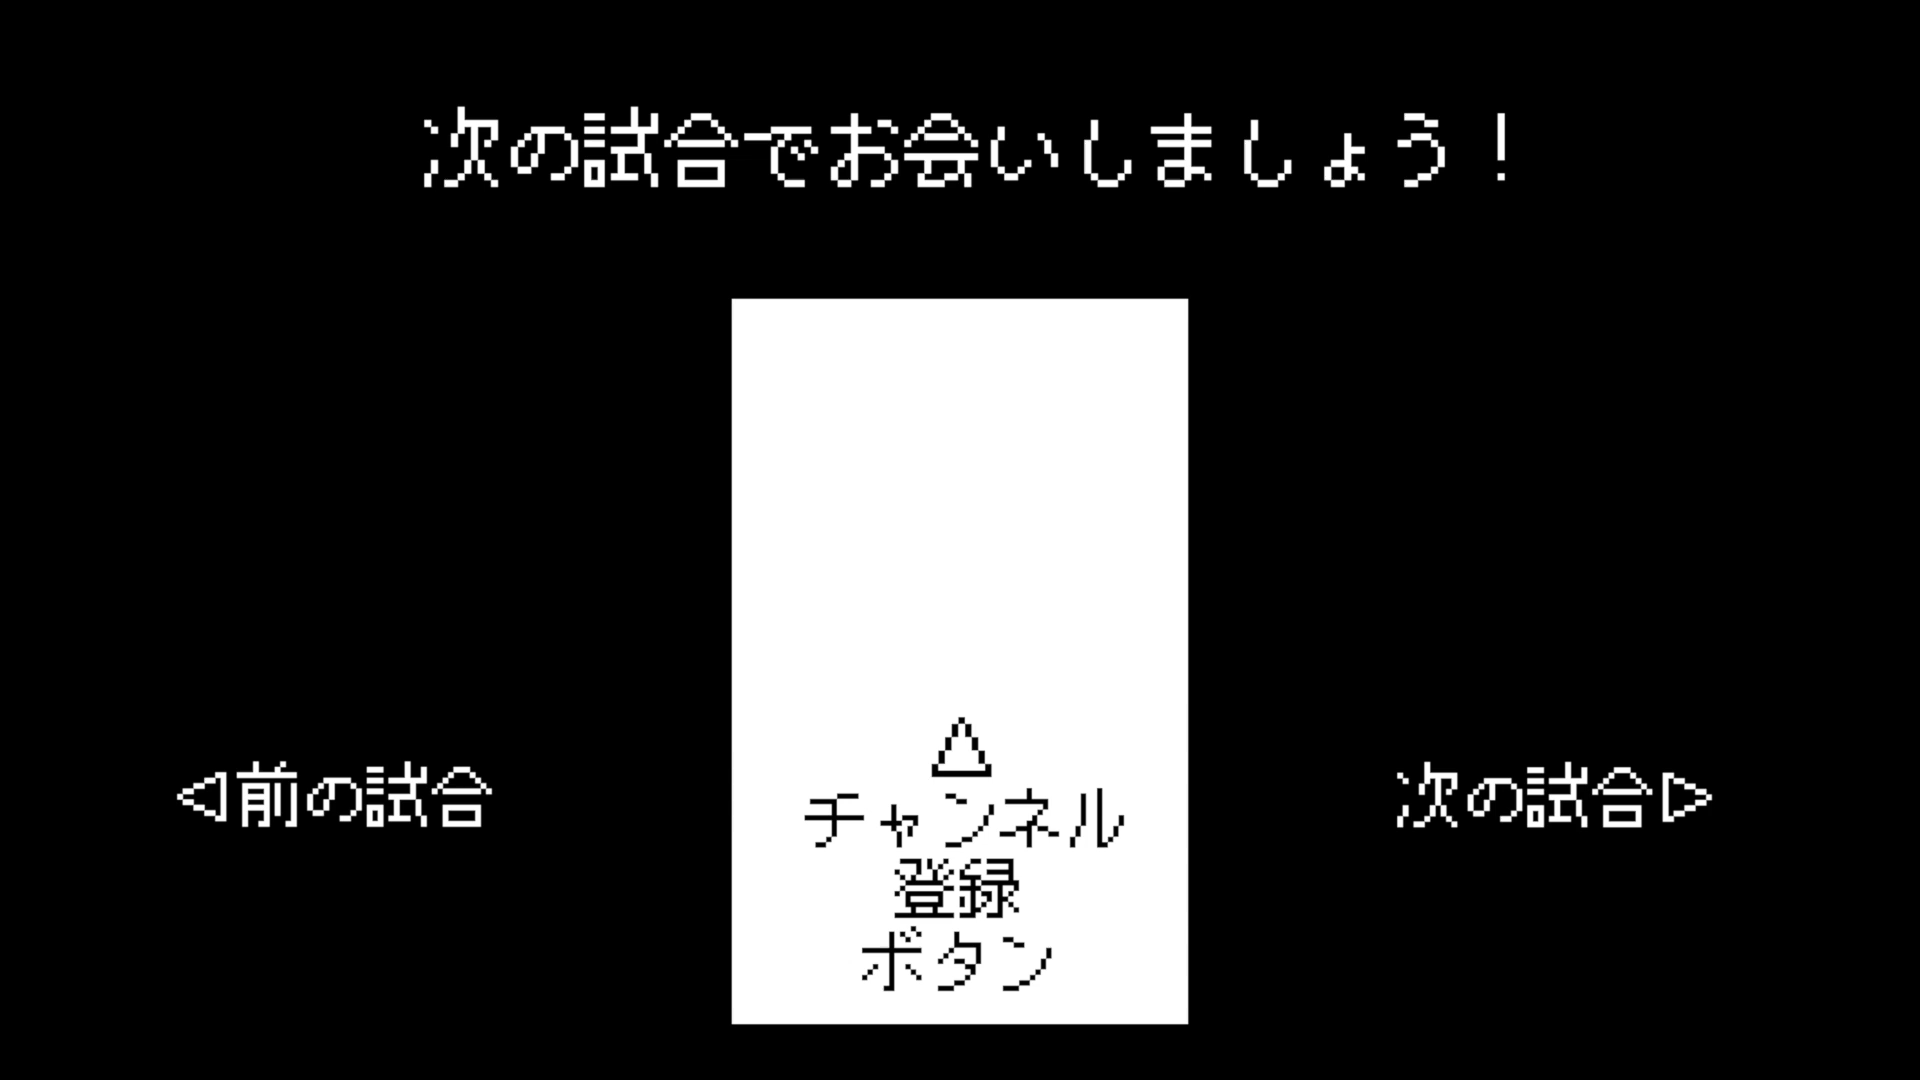 次の試合でお会いしましょう！
◁前の試合
△
チャンネル
登録
ボタン
次の試合▷